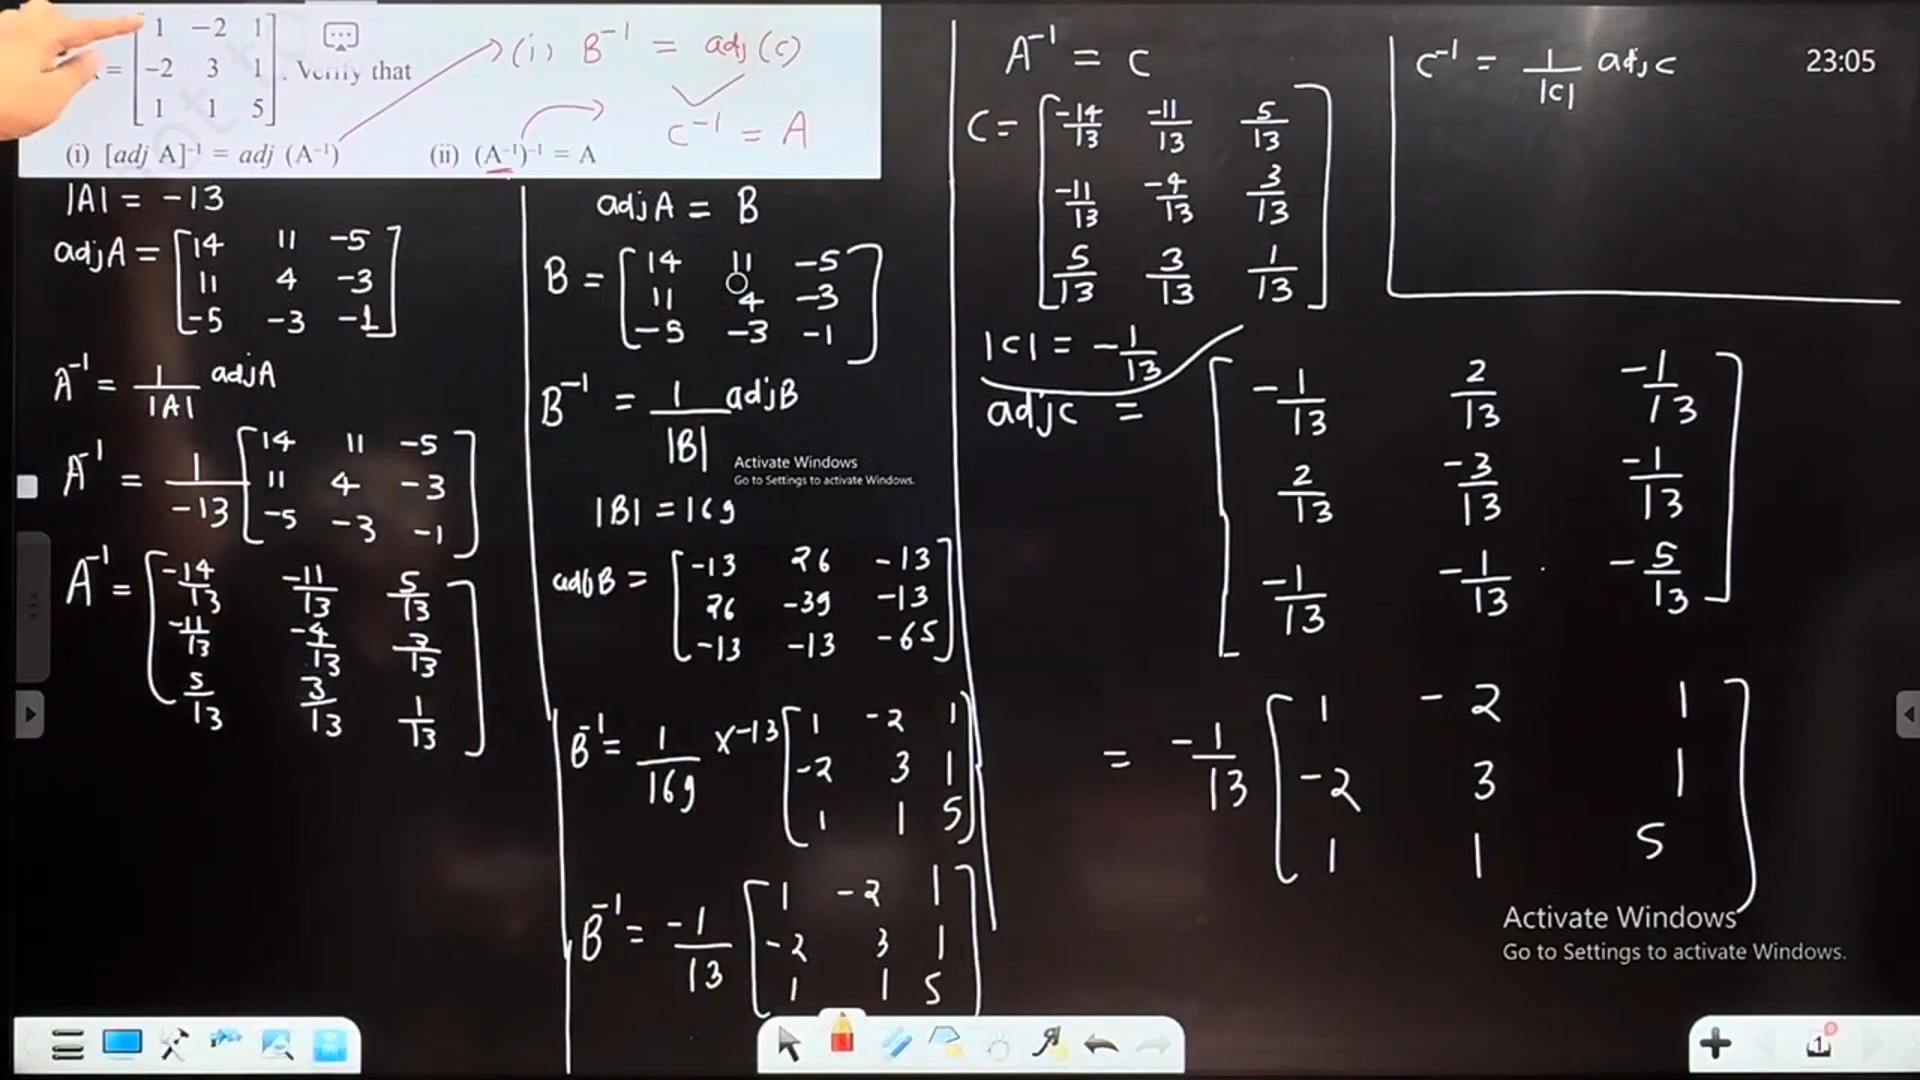 = [ 1 −2 1
−2 3 1
1 1 5 ] . Verify that
(i) [adj A]⁻¹ = adj (A⁻¹) (ii) (A⁻¹)⁻¹ = A
(i) B⁻¹ = adj(c)
c⁻¹ = A
|A| = -13
adjA = [ 14 11 -5
11 4 -3
-5 -3 -1 ]
A⁻¹ = 1/|A| adjA
A⁻¹ = 1/-13 [ 14 11 -5
11 4 -3
-5 -3 -1 ]
A⁻¹ = [ -14/13 -11/13 5/13
-11/13 -4/13 3/13
5/13 3/13 1/13 ]
adjA = B
B = [ 14 11 -5
11 4 -3
-5 -3 -1 ]
B⁻¹ = 1/|B| adjB
Activate Windows
Go to Settings to activate Windows.
|B| = 169
adjB = [ -13 26 -13
26 -39 -13
-13 -13 -65 ]
B⁻¹ = 1/169 x -13 [ 1 -2 1
-2 3 1
1 1 5 ]
B⁻¹ = -1/13 [ 1 -2 1
-2 3 1
1 1 5 ]
A⁻¹ = c
C = [ -14/13 -11/13 5/13
-11/13 -4/13 3/13
5/13 3/13 1/13 ]
|C| = -1/13
adjc = [ -1/13 2/13 -1/13
2/13 -3/13 -1/13
-1/13 -1/13 -5/13 ]
= -1/13 [ 1 -2 1
-2 3 1
1 1 5 ]
c⁻¹ = 1/|c| adjc
23:05
Activate Windows
Go to Settings to activate Windows.
1